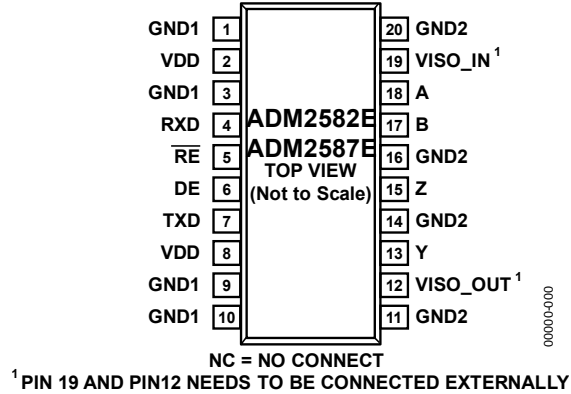 GND1 1
VDD 2
GND1 3
RXD 4
RE 5
DE 6
TXD 7
VDD 8
GND1 9
GND1 10
ADM2582E
ADM2587E
TOP VIEW
(Not to Scale)
20 GND2
19 VISO_IN 1
18 A
17 B
16 GND2
15 Z
14 GND2
13 Y
12 VISO_OUT 1
11 GND2
00000-000
NC = NO CONNECT
1 PIN 19 AND PIN12 NEEDS TO BE CONNECTED EXTERNALLY